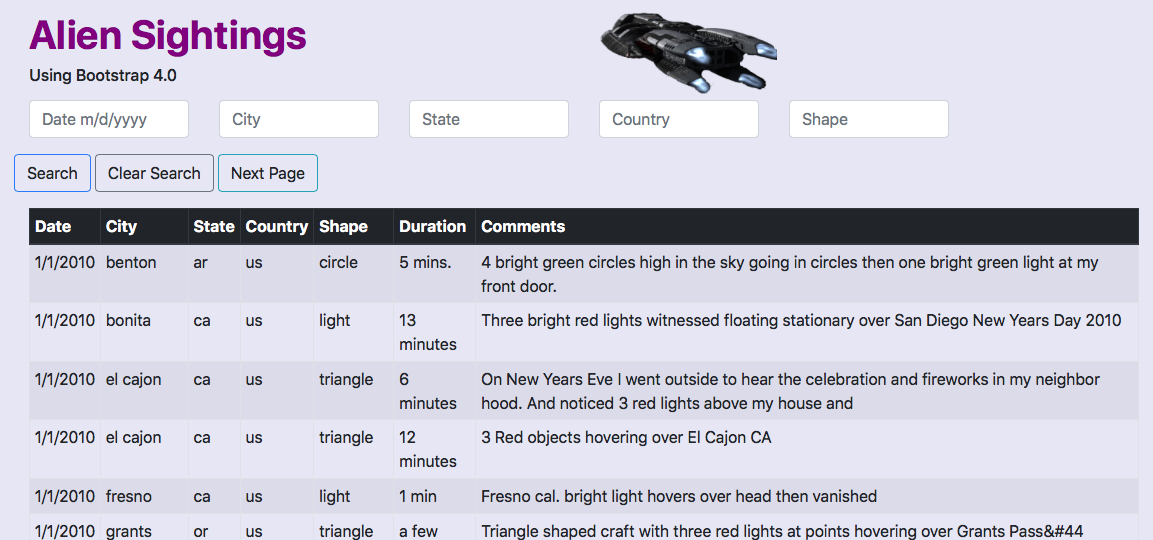 Alien Sightings
Using Bootstrap 4.0
Date m/d/yyyy City State Country Shape
Search Clear Search Next Page
Date City State Country Shape Duration Comments
1/1/2010 benton ar us circle 5 mins. 4 bright green circles high in the sky going in circles then one bright green light at my
front door.
1/1/2010 bonita ca us light 13 Three bright red lights witnessed floating stationary over San Diego New Years Day 2010
minutes
1/1/2010 el cajon ca us triangle 6 On New Years Eve I went outside to hear the celebration and fireworks in my neighbor
minutes hood. And noticed 3 red lights above my house and
1/1/2010 el cajon ca us triangle 12 3 Red objects hovering over El Cajon CA
minutes
1/1/2010 fresno ca us light 1 min Fresno cal. bright light hovers over head then vanished
1/1/2010 grants or us triangle a few Triangle shaped craft with three red lights at points hovering over Grants Pass&#44